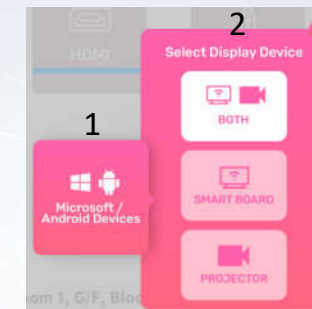 2
HDMI
Select Display Device
BOTH
1
Microsoft /
Android Devices
SMART BOARD
PROJECTOR
om 1, G/F, Bloc